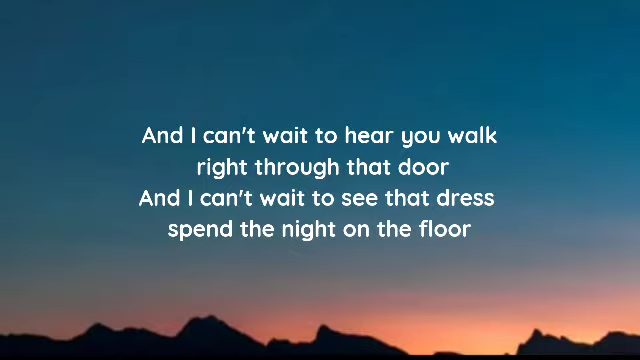 And I can't wait to hear you walk
right through that door
And I can't wait to see that dress
spend the night on the floor